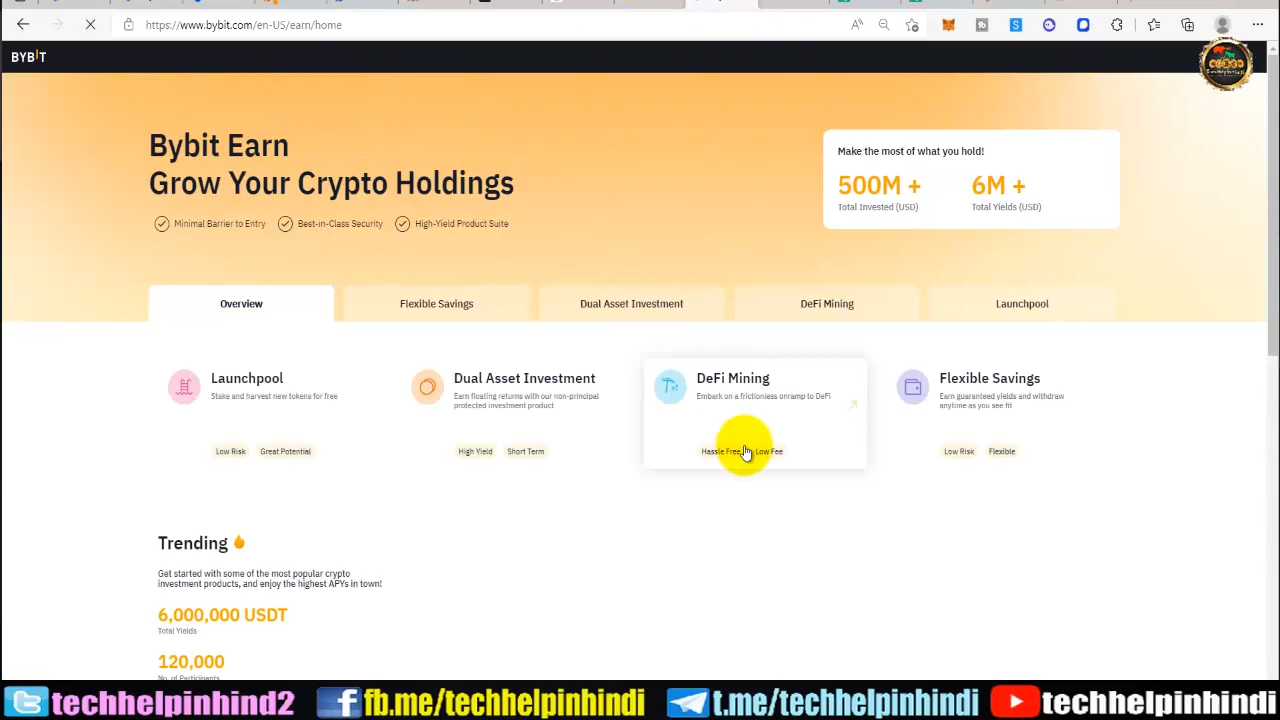 https://www.bybit.com/en-US/earn/home
BYBIT
Bybit Earn
Grow Your Crypto Holdings
Minimal Barrier to Entry
Best-in-Class Security
High-Yield Product Suite
Make the most of what you hold!
500M +
6M +
Total Invested (USD)
Total Yields (USD)
Overview
Flexible Savings
Dual Asset Investment
DeFi Mining
Launchpool
Launchpool
Stake and harvest new tokens for free
Low Risk
Great Potential
Dual Asset Investment
Earn floating returns with our non-principal
protected investment product
High Yield
Short Term
DeFi Mining
Embark on a frictionless onramp to DeFi
Hassle Free
Low Fee
Flexible Savings
Earn guaranteed yields and withdraw
anytime as you see fit
Low Risk
Flexible
Trending
Get started with some of the most popular crypto
investment products, and enjoy the highest APYs in town!
6,000,000 USDT
Total Yields
120,000
No. of Participants
techhelpinhind2
fb.me/techhelpinhindi
t.me/techhelpinhindi
techhelpinhindi